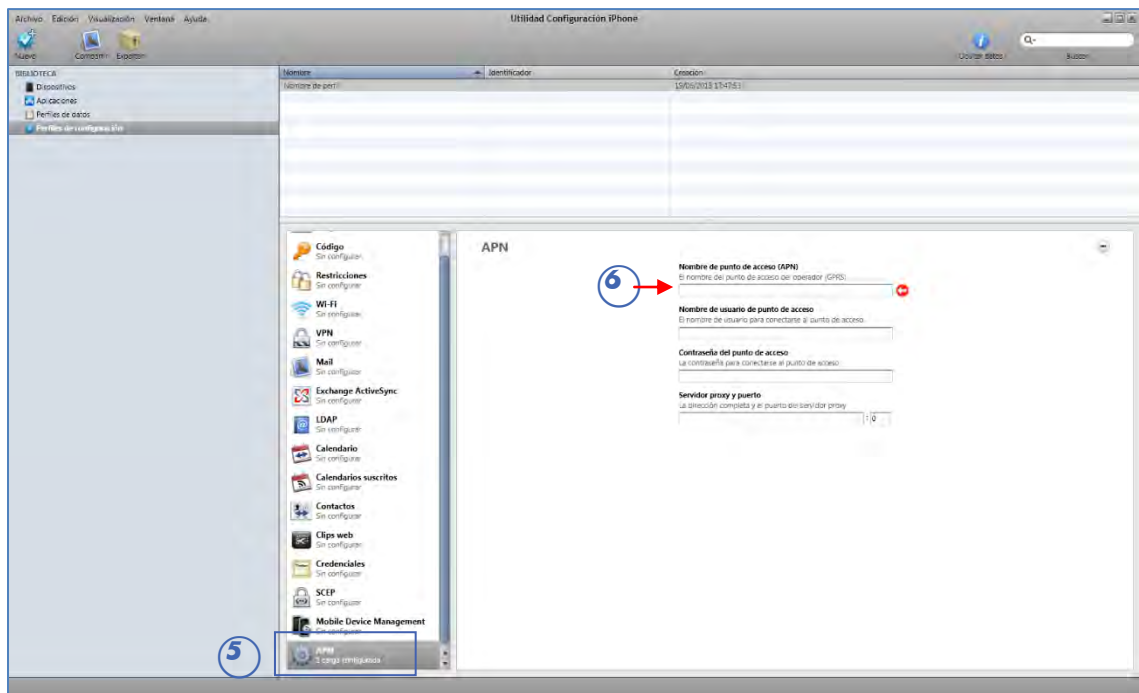 Archivo Edición Visualización Ventana Ayuda
Utilidad Configuración iPhone
Nuevo Compartir Exportar
Ocultar datos Buscar
BIBLIOTECA
Dispositivos
Aplicaciones
Perfiles de datos
Perfiles de configuración
Nombre Identificador Creación
Nombre de perfil
Código
Sin configurar
Restricciones
Sin configurar
Wi-Fi
Sin configurar
VPN
Sin configurar
Mail
Sin configurar
Exchange ActiveSync
Sin configurar
LDAP
Sin configurar
Calendario
Sin configurar
Calendarios suscritos
Sin configurar
Contactos
Sin configurar
Clips web
Sin configurar
Credenciales
Sin configurar
SCEP
Sin configurar
Mobile Device Management
Sin configurar
5
APN
1 carga configurada
APN
6
Nombre de punto de acceso (APN)
El nombre del punto de acceso del operador (GPRS)
Nombre de usuario de punto de acceso
El nombre de usuario para conectarse al punto de acceso
Contraseña del punto de acceso
La contraseña para conectarse al punto de acceso
Servidor proxy y puerto
La dirección completa y el puerto del servidor proxy
: 0